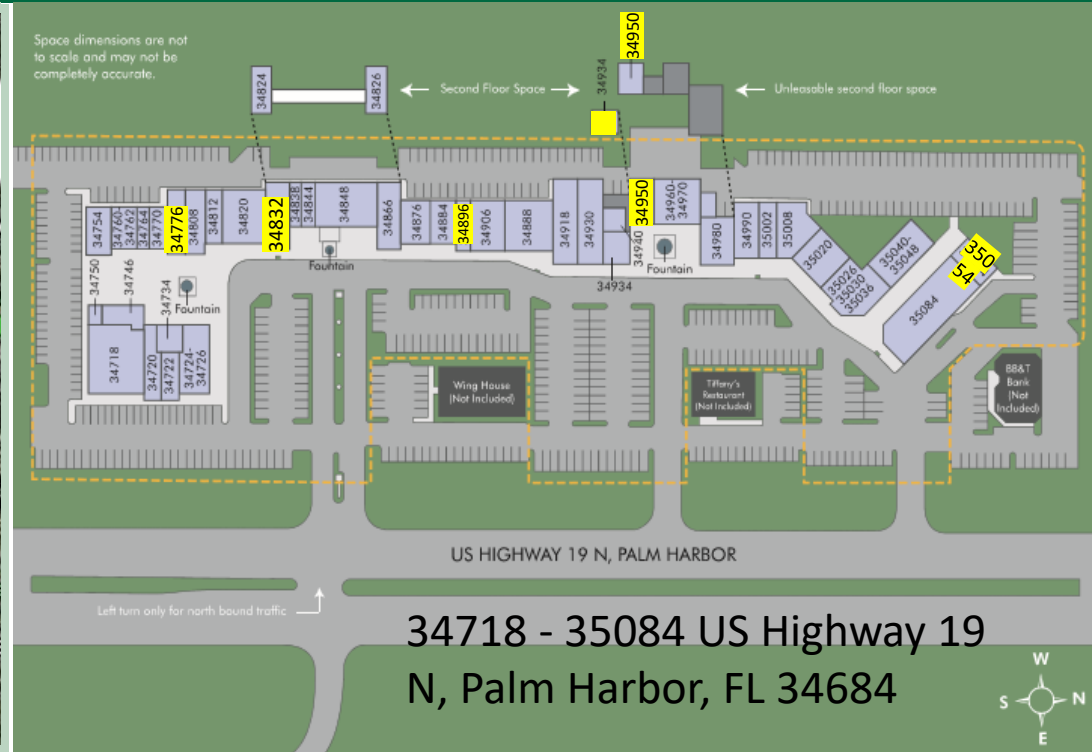 Space dimensions are not
to scale and may not be
completely accurate.
34824
34826
Second Floor Space
34934
34950
Unleasable second floor space
34754
34760-
34762
34764
34770
34776
34808
34812
34820
34832
34838
34844
34848
34866
34876
34884
34896
34906
34888
34918
34930
34934
34940
34950
34960-
34970
34980
34990
35002
35008
35020
35026
35030
35036
35040-
35048
350
54
35084
34750
34746
34734
Fountain
Fountain
Fountain
34718
34720
34722
34724-
34726
Wing House
(Not Included)
Tiffany's
Restaurant
(Not Included)
BB&T
Bank
(Not
Included)
US HIGHWAY 19 N, PALM HARBOR
Left turn only for north bound traffic
34718 - 35084 US Highway 19
N, Palm Harbor, FL 34684
W
S
N
E